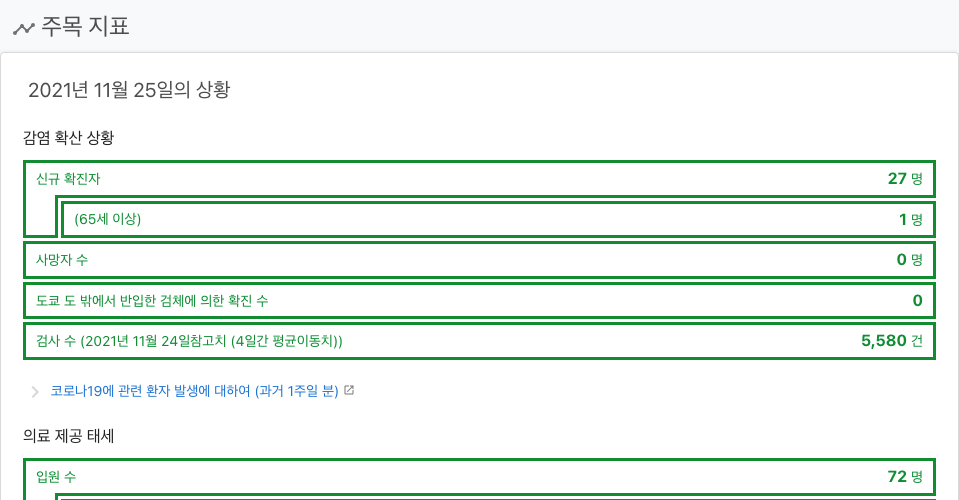 주목 지표
2021년 11월 25일의 상황
감염 확산 상황
신규 확진자 27 명
(65세 이상) 1 명
사망자 수 0 명
도쿄 도 밖에서 반입한 검체에 의한 확진 수 0
검사 수 (2021년 11월 24일참고치 (4일간 평균이동치)) 5,580 건
코로나19에 관련 환자 발생에 대하여 (과거 1주일 분)
의료 제공 태세
입원 수 72 명